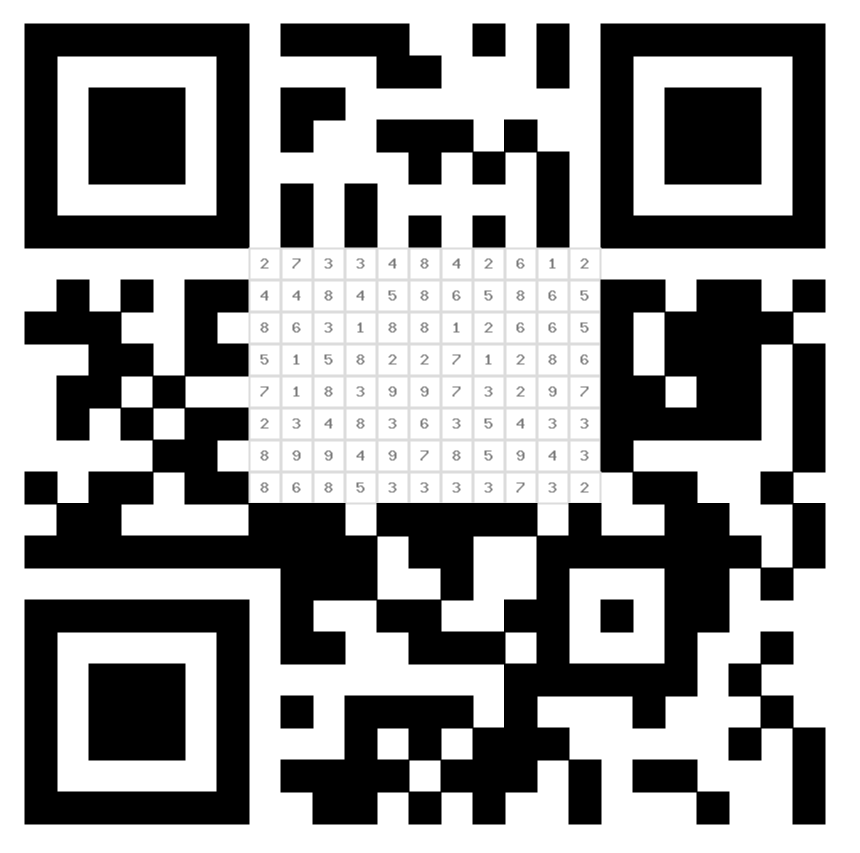 2 7 3 3 4 8 4 2 6 1 2
4 4 8 4 5 8 6 5 8 6 5
8 6 3 1 8 8 1 2 6 6 5
5 1 5 8 2 2 7 1 2 8 6
7 1 8 3 9 9 7 3 2 9 7
2 3 4 8 3 6 3 5 4 3 3
8 9 9 4 9 7 8 5 9 4 3
8 6 8 5 3 3 3 3 7 3 2